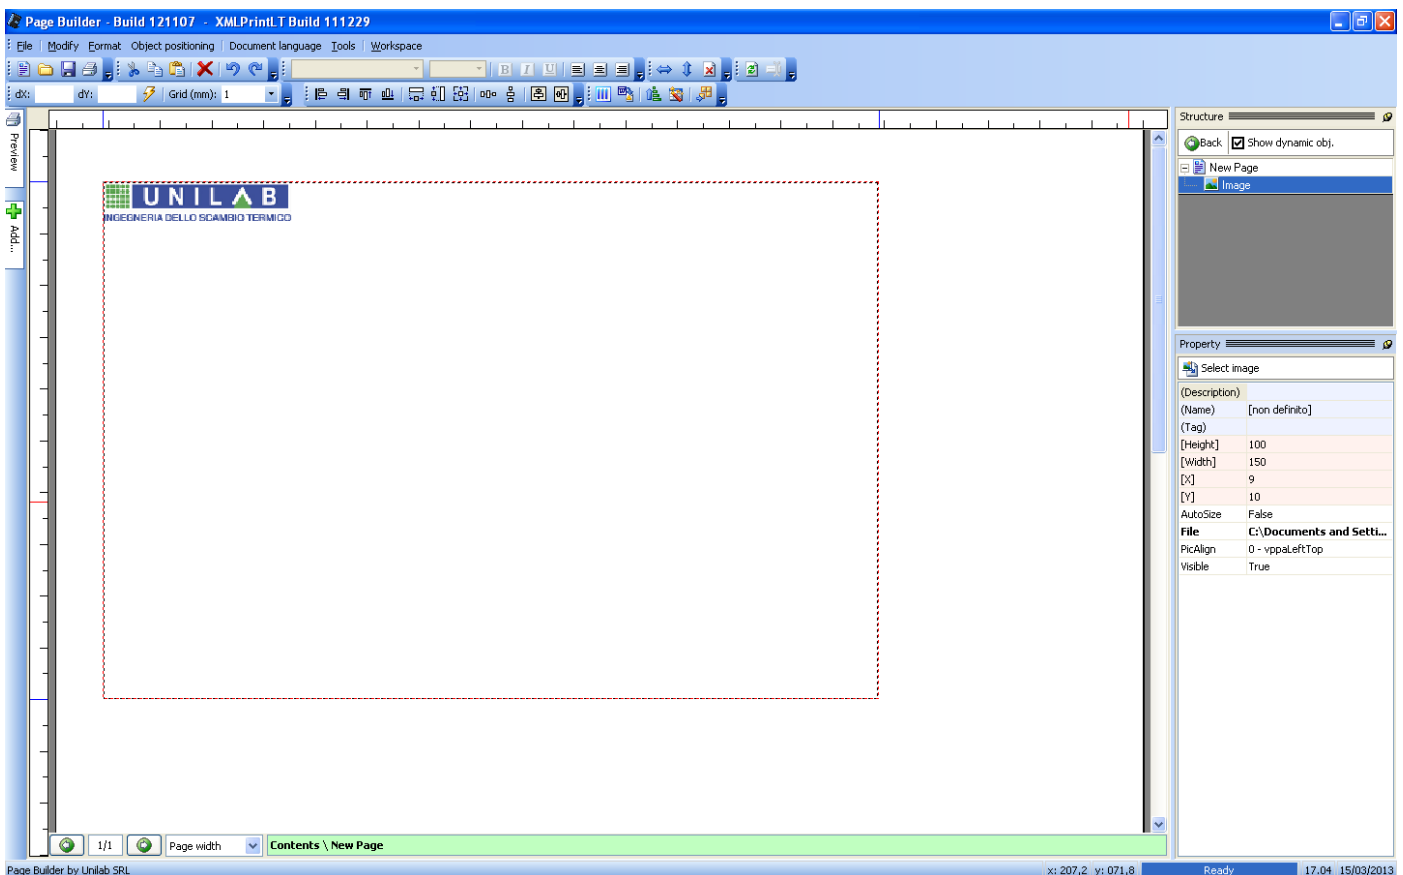 Page Builder - Build 121107 - XMLPrintLT Build 111229
File Modify Format Object positioning Document language Tools Workspace
B I U
dX: dY: Grid (mm): 1
Preview
Add...
UNILAB
INGEGNERIA DELLO SCAMBIO TERMICO
Structure
Back Show dynamic obj.
New Page
Image
Property
Select image
(Description)
(Name) [non definito]
(Tag)
[Height] 100
[Width] 150
[X] 9
[Y] 10
AutoSize False
File C:\Documents and Setti...
PicAlign 0 - vppaLeftTop
Visible True
1/1 Page width Contents \ New Page
Page Builder by Unilab SRL x: 207,2 y: 071,8 Ready 17.04 15/03/2013